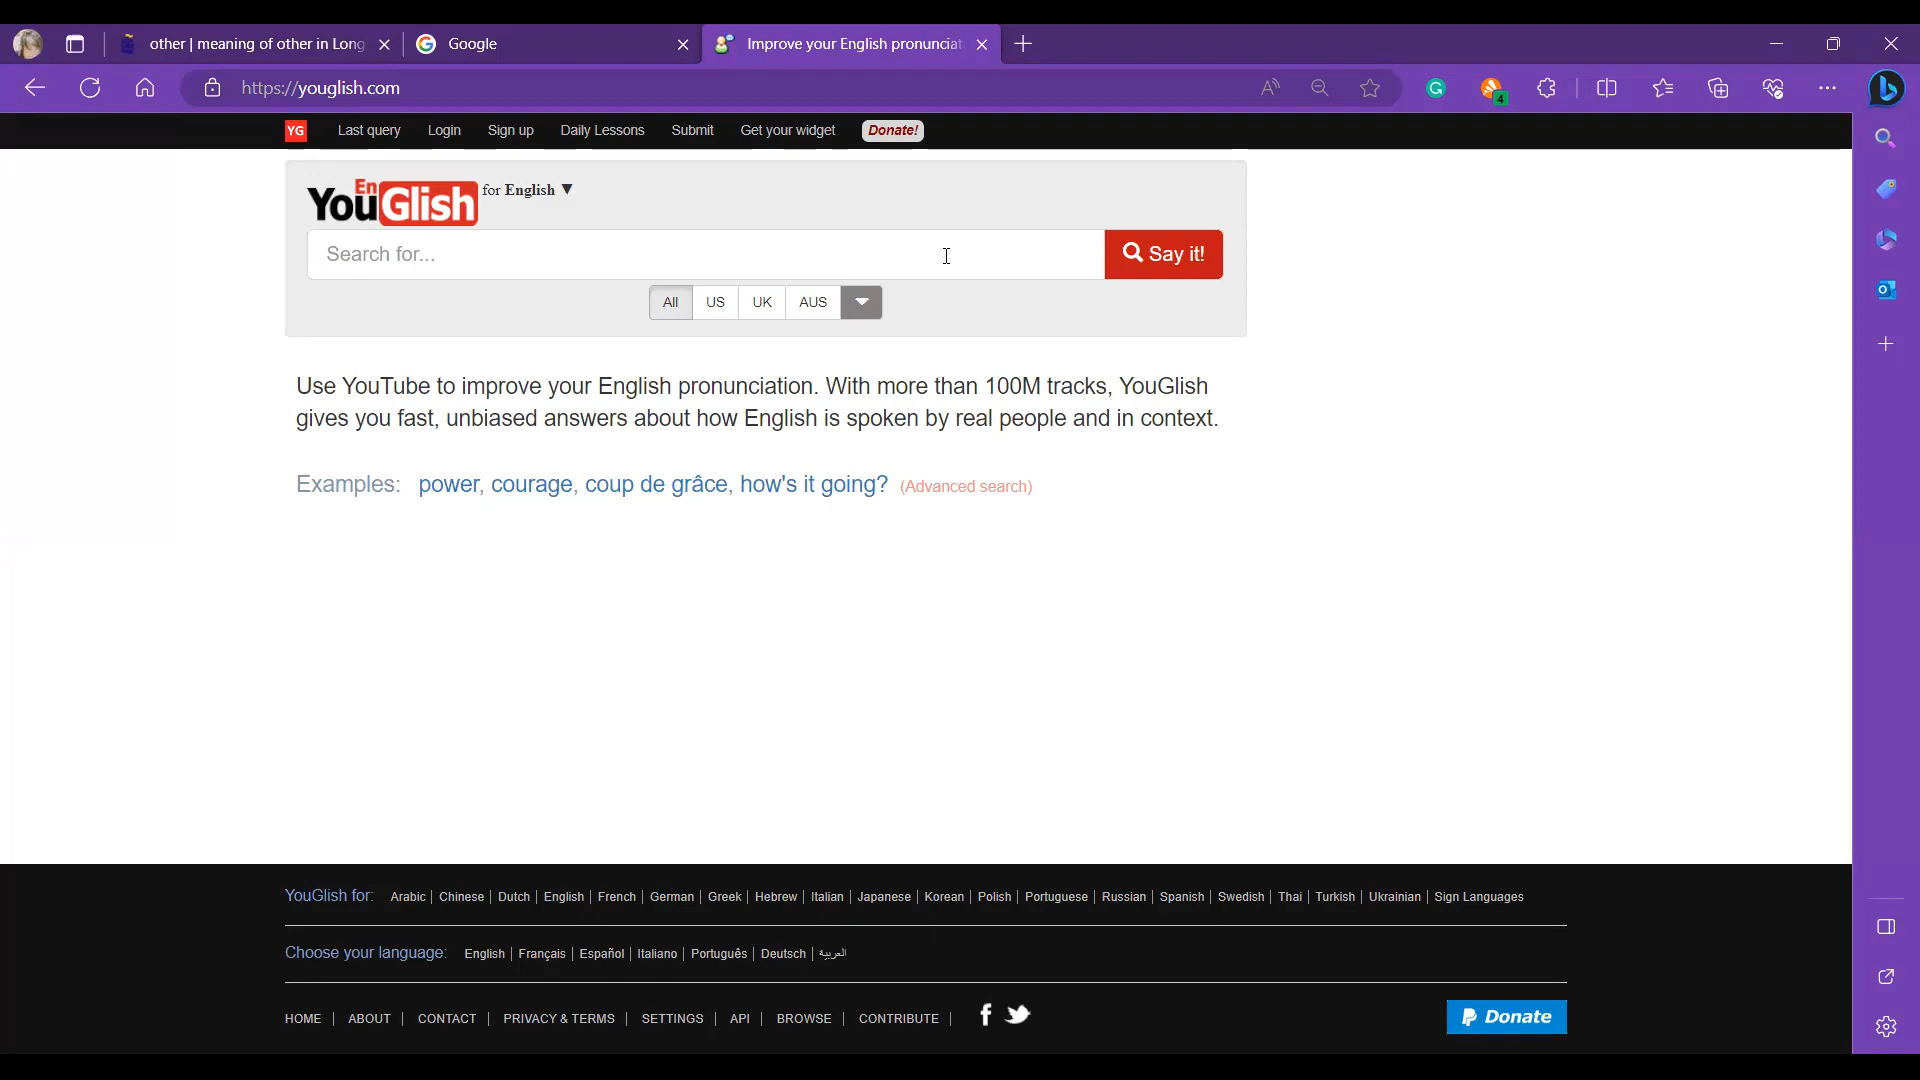 other | meaning of other in Long
Google
Improve your English pronunciat
https://youglish.com
4
YG Last query Login Sign up Daily Lessons Submit Get your widget Donate!
YouEnGlish for English ▼
Search for... Say it!
All US UK AUS
Use YouTube to improve your English pronunciation. With more than 100M tracks, YouGlish
gives you fast, unbiased answers about how English is spoken by real people and in context.
Examples: power, courage, coup de grâce, how's it going? (Advanced search)
YouGlish for: Arabic | Chinese | Dutch | English | French | German | Greek | Hebrew | Italian | Japanese | Korean | Polish | Portuguese | Russian | Spanish | Swedish | Thai | Turkish | Ukrainian | Sign Languages
Choose your language: English | Français | Español | Italiano | Português | Deutsch | العربية
HOME | ABOUT | CONTACT | PRIVACY & TERMS | SETTINGS | API | BROWSE | CONTRIBUTE |
Donate